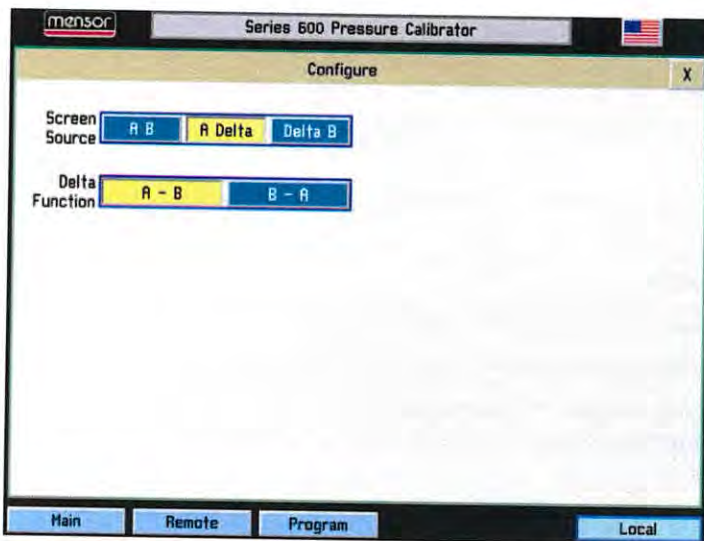 mensor
Series 600 Pressure Calibrator
Configure
X
Screen Source
A B
A Delta
Delta B
Delta Function
A - B
B - A
Main
Remote
Program
Local